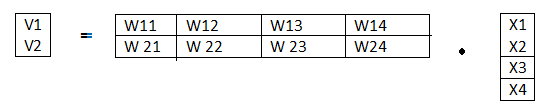 V1 = W11 W12 W13 W14 . X1
V2 W 21 W 22 W 23 W24 X2
X3
X4